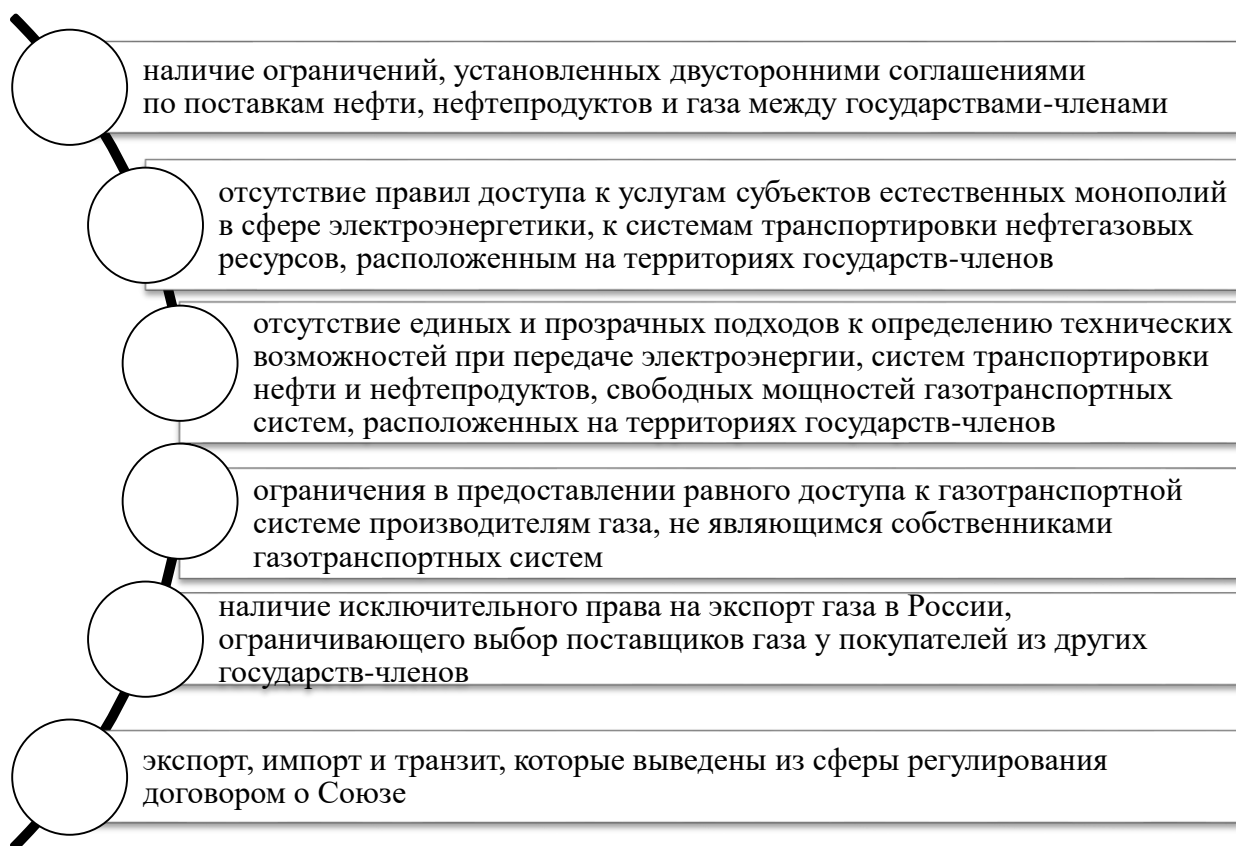 наличие ограничений, установленных двусторонними соглашениями
по поставкам нефти, нефтепродуктов и газа между государствами-членами
отсутствие правил доступа к услугам субъектов естественных монополий
в сфере электроэнергетики, к системам транспортировки нефтегазовых
ресурсов, расположенным на территориях государств-членов
отсутствие единых и прозрачных подходов к определению технических
возможностей при передаче электроэнергии, систем транспортировки
нефти и нефтепродуктов, свободных мощностей газотранспортных
систем, расположенных на территориях государств-членов
ограничения в предоставлении равного доступа к газотранспортной
системе производителям газа, не являющимся собственниками
газотранспортных систем
наличие исключительного права на экспорт газа в России,
ограничивающего выбор поставщиков газа у покупателей из других
государств-членов
экспорт, импорт и транзит, которые выведены из сферы регулирования
договором о Союзе